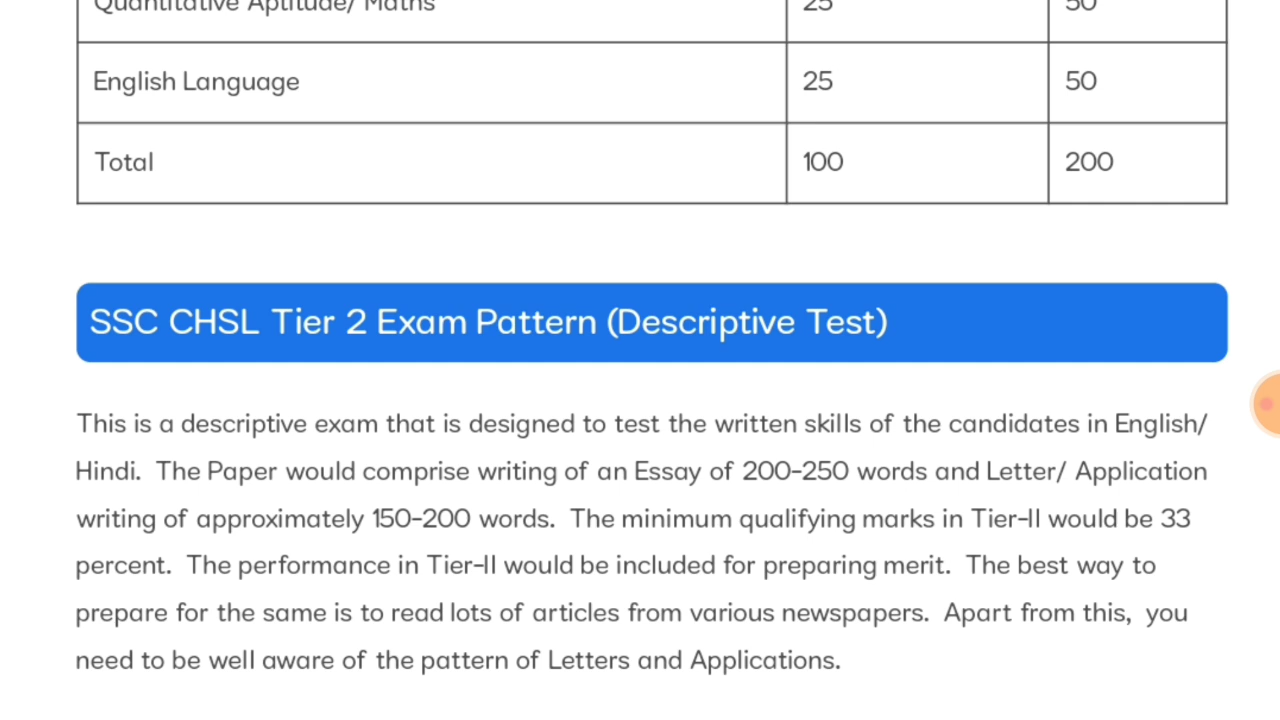 Quantitative Aptitude/ Maths 25 50
English Language 25 50
Total 100 200
SSC CHSL Tier 2 Exam Pattern (Descriptive Test)
This is a descriptive exam that is designed to test the written skills of the candidates in English/
Hindi. The Paper would comprise writing of an Essay of 200-250 words and Letter/ Application
writing of approximately 150-200 words. The minimum qualifying marks in Tier-II would be 33
percent. The performance in Tier-II would be included for preparing merit. The best way to
prepare for the same is to read lots of articles from various newspapers. Apart from this, you
need to be well aware of the pattern of Letters and Applications.